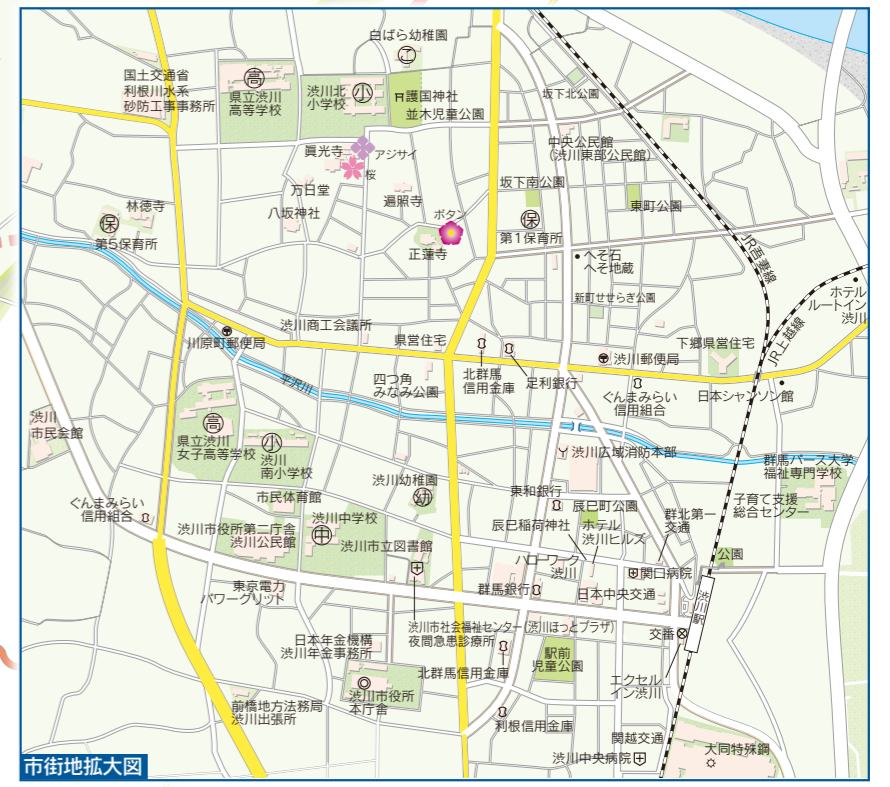 白ばら幼稚園
こ
国土交通省
利根川水系
砂防工事事務所
高
県立渋川
高等学校
渋川北
小学校
小
護国神社
並木児童公園
坂下北公園
中央公民館
(渋川東部公民館)
眞光寺
アジサイ
桜
万日堂
八坂神社
遍照寺
坂下南公園
東町公園
林徳寺
保
第5保育所
ボタン
正蓮寺
保
第1保育所
へそ石
へそ地蔵
JR吾妻線
新町せせらぎ公園
ホテル
ルートイン
渋川
JR上越線
渋川商工会議所
川原町郵便局
県営住宅
下郷県営住宅
渋川郵便局
北群馬
信用金庫
足利銀行
平沢川
四つ角
みなみ公園
ぐんまみらい
信用組合
日本シャンソン館
渋川
市民会館
高
県立渋川
女子高等学校
小
渋川
南小学校
渋川広域消防本部
群馬パース大学
福祉専門学校
市民体育館
渋川幼稚園
幼
東和銀行
辰巳町公園
子育て支援
総合センター
ぐんまみらい
信用組合
渋川市役所第二庁舎
渋川公民館
渋川中学校
中
渋川市立図書館
辰巳稲荷神社
ホテル
渋川ヒルズ
群北第一
交通
公園
ハローワーク
渋川
関口病院
東京電力
パワーグリット
群馬銀行
日本中央交通
渋川駅
渋川市社会福祉センター(渋川ほっとプラザ)
夜間急患診療所
交番
日本年金機構
渋川年金事務所
北群馬信用金庫
駅前
児童公園
エクセル
イン渋川
渋川市役所
本庁舎
前橋地方法務局
渋川出張所
利根信用金庫
関越交通
渋川中央病院
大同特殊鋼
市街地拡大図